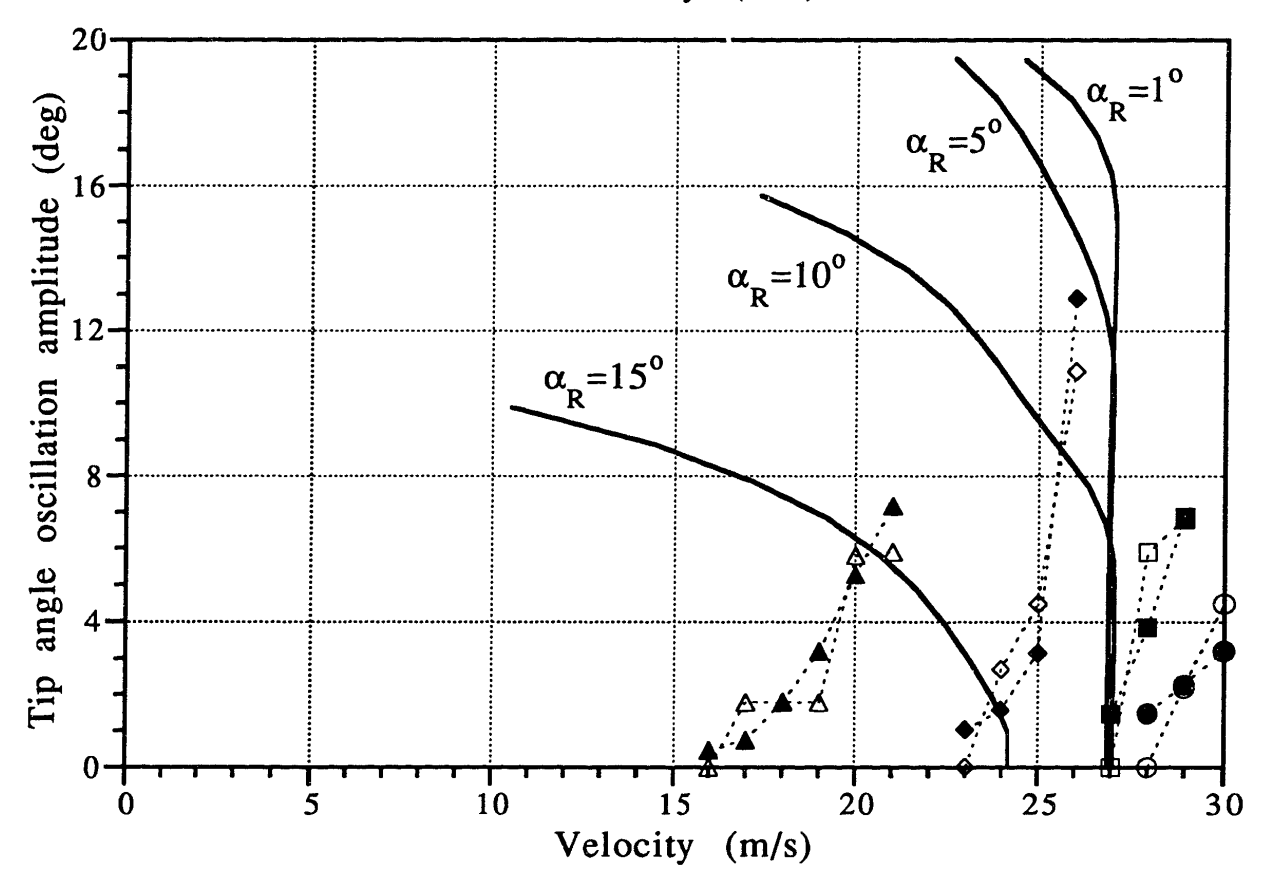 20
16
12
8
4
0
Tip angle oscillation amplitude (deg)
α_R=1°
α_R=5°
α_R=10°
α_R=15°
0 5 10 15 20 25 30
Velocity (m/s)